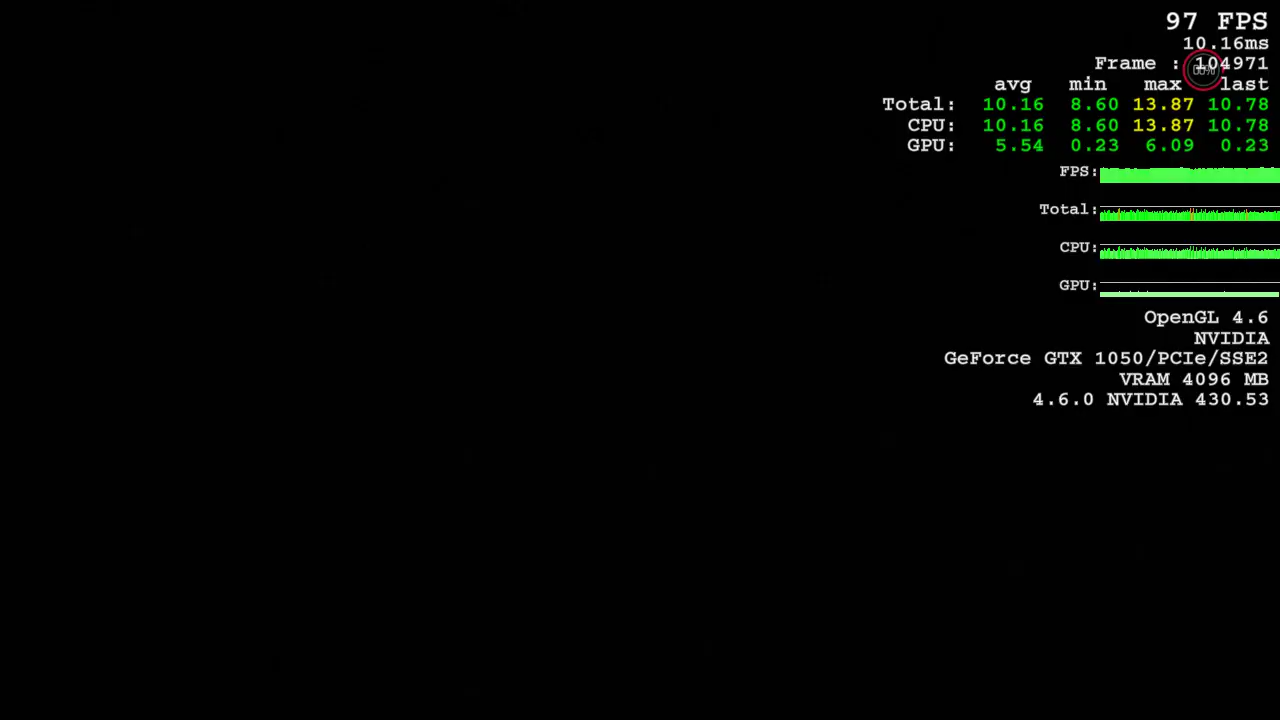 97 FPS
10.16ms
Frame : 104971
00%
avg min max last
Total: 10.16 8.60 13.87 10.78
CPU: 10.16 8.60 13.87 10.78
GPU: 5.54 0.23 6.09 0.23
FPS:
Total:
CPU:
GPU:
OpenGL 4.6
NVIDIA
GeForce GTX 1050/PCIe/SSE2
VRAM 4096 MB
4.6.0 NVIDIA 430.53